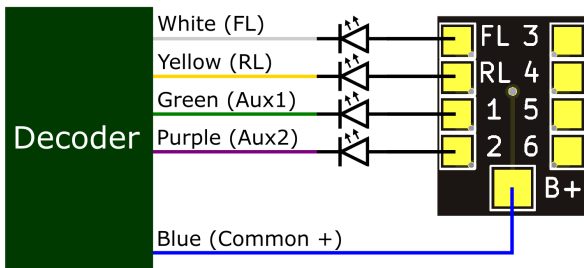 White (FL)
Yellow (RL)
Green (Aux1)
Purple (Aux2)
Decoder
Blue (Common +)
FL 3
RL 4
1 5
2 6
B+